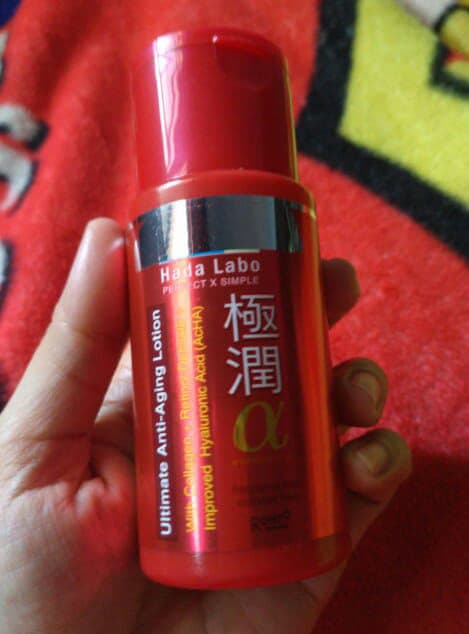 Hada Labo
PERFECT X SIMPLE
極潤
α
Ultimate Anti-Aging Lotion
With Collagen, Retinol
Improved Hyaluronic Acid (AcHA)